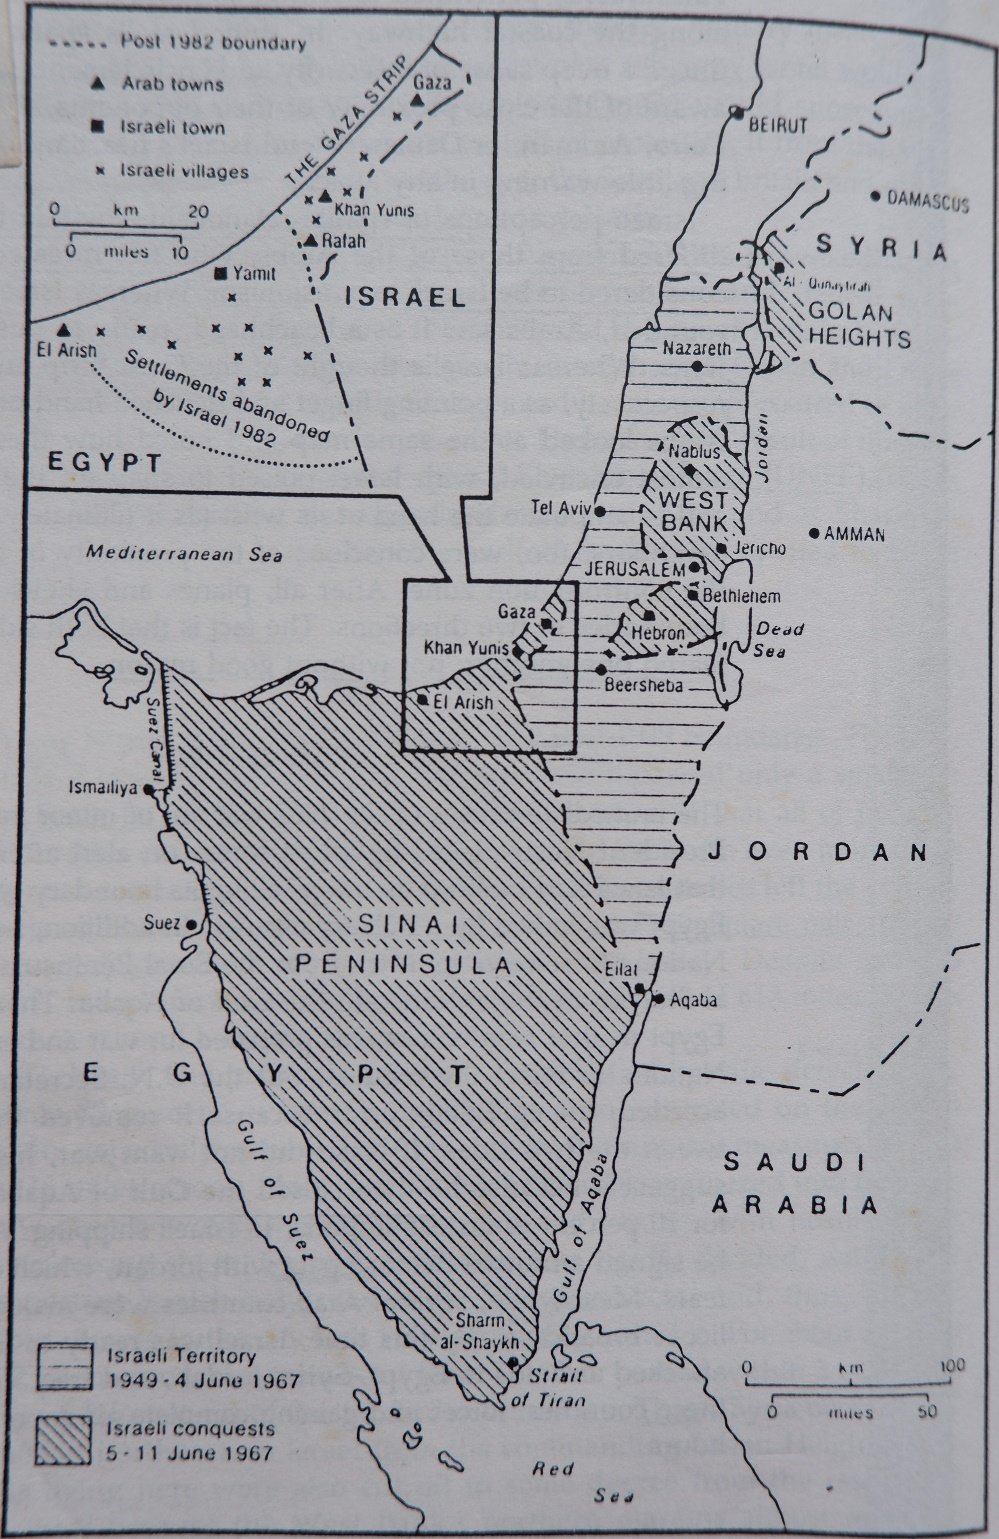 Post 1982 boundary
Arab towns
Israeli town
Israeli villages
0 km 20
0 miles 10
THE GAZA STRIP
Gaza
Khan Yunis
Rafah
Yamit
ISRAEL
El Arish
Settlements abandoned
by Israel 1982
EGYPT
BEIRUT
DAMASCUS
SYRIA
GOLAN
HEIGHTS
Nazareth
Jorden
Nablus
WEST
BANK
Tel Aviv
AMMAN
Jericho
JERUSALEM
Bethlehem
Mediterranean Sea
Gaza
Hebron
Dead
Sea
Khan Yunis
Beersheba
El Arish
Suez Canal
Ismailiya
JORDAN
Suez
SINAI
PENINSULA
Eilat
Aqaba
EGYPT
Gulf of Suez
Gulf of Aqaba
SAUDI
ARABIA
Sharm
al-Shaykh
Strait
of Tiran
Israeli Territory
1949-4 June 1967
Israeli conquests
5-11 June 1967
0 km 100
0 miles 50
Red
Sea